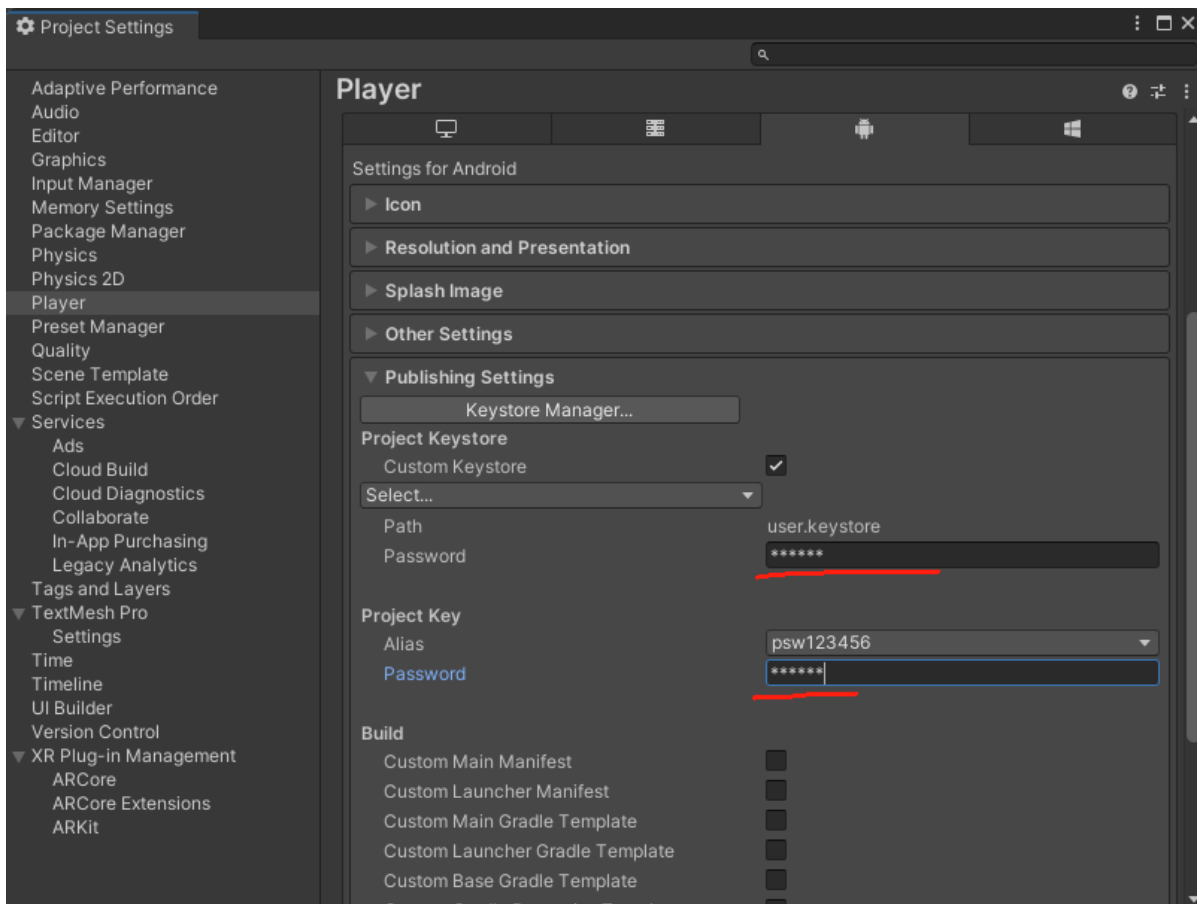 Project Settings
Adaptive Performance
Audio
Editor
Graphics
Input Manager
Memory Settings
Package Manager
Physics
Physics 2D
Player
Preset Manager
Quality
Scene Template
Script Execution Order
Services
Ads
Cloud Build
Cloud Diagnostics
Collaborate
In-App Purchasing
Legacy Analytics
Tags and Layers
TextMesh Pro
Settings
Time
Timeline
UI Builder
Version Control
XR Plug-in Management
ARCore
ARCore Extensions
ARKit
Player
Settings for Android
Icon
Resolution and Presentation
Splash Image
Other Settings
Publishing Settings
Keystore Manager...
Project Keystore
Custom Keystore
Select...
Path user.keystore
Password ******
Project Key
Alias psw123456
Password ******
Build
Custom Main Manifest
Custom Launcher Manifest
Custom Main Gradle Template
Custom Launcher Gradle Template
Custom Base Gradle Template